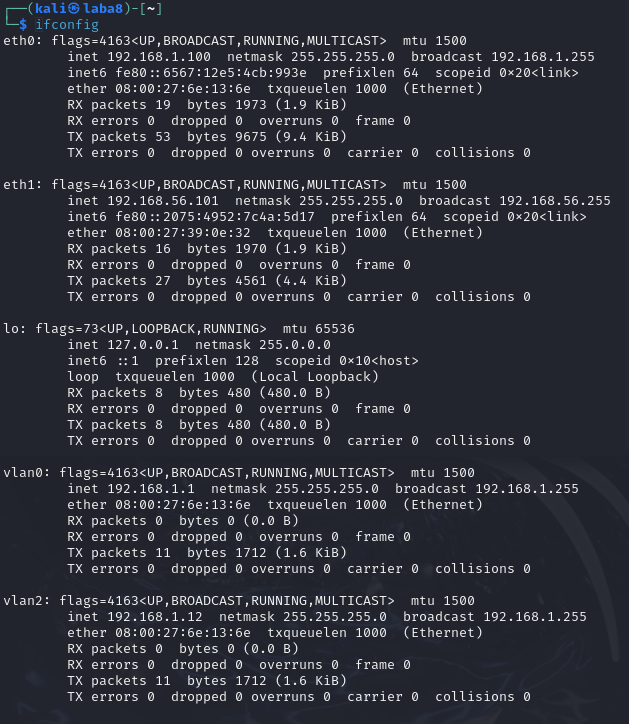 ┌──(kali㉿laba8)-[~]
└─$ ifconfig
eth0: flags=4163<UP,BROADCAST,RUNNING,MULTICAST>  mtu 1500
        inet 192.168.1.100  netmask 255.255.255.0  broadcast 192.168.1.255
        inet6 fe80::6567:12e5:4cb:993e  prefixlen 64  scopeid 0×20<link>
        ether 08:00:27:6e:13:6e  txqueuelen 1000  (Ethernet)
        RX packets 19  bytes 1973 (1.9 KiB)
        RX errors 0  dropped 0  overruns 0  frame 0
        TX packets 53  bytes 9675 (9.4 KiB)
        TX errors 0  dropped 0 overruns 0  carrier 0  collisions 0

eth1: flags=4163<UP,BROADCAST,RUNNING,MULTICAST>  mtu 1500
        inet 192.168.56.101  netmask 255.255.255.0  broadcast 192.168.56.255
        inet6 fe80::2075:4952:7c4a:5d17  prefixlen 64  scopeid 0×20<link>
        ether 08:00:27:39:0e:32  txqueuelen 1000  (Ethernet)
        RX packets 16  bytes 1970 (1.9 KiB)
        RX errors 0  dropped 0  overruns 0  frame 0
        TX packets 27  bytes 4561 (4.4 KiB)
        TX errors 0  dropped 0 overruns 0  carrier 0  collisions 0

lo: flags=73<UP,LOOPBACK,RUNNING>  mtu 65536
        inet 127.0.0.1  netmask 255.0.0.0
        inet6 ::1  prefixlen 128  scopeid 0×10<host>
        loop  txqueuelen 1000  (Local Loopback)
        RX packets 8  bytes 480 (480.0 B)
        RX errors 0  dropped 0  overruns 0  frame 0
        TX packets 8  bytes 480 (480.0 B)
        TX errors 0  dropped 0 overruns 0  carrier 0  collisions 0

vlan0: flags=4163<UP,BROADCAST,RUNNING,MULTICAST>  mtu 1500
        inet 192.168.1.1  netmask 255.255.255.0  broadcast 192.168.1.255
        ether 08:00:27:6e:13:6e  txqueuelen 1000  (Ethernet)
        RX packets 0  bytes 0 (0.0 B)
        RX errors 0  dropped 0  overruns 0  frame 0
        TX packets 11  bytes 1712 (1.6 KiB)
        TX errors 0  dropped 0 overruns 0  carrier 0  collisions 0

vlan2: flags=4163<UP,BROADCAST,RUNNING,MULTICAST>  mtu 1500
        inet 192.168.1.12  netmask 255.255.255.0  broadcast 192.168.1.255
        ether 08:00:27:6e:13:6e  txqueuelen 1000  (Ethernet)
        RX packets 0  bytes 0 (0.0 B)
        RX errors 0  dropped 0  overruns 0  frame 0
        TX packets 11  bytes 1712 (1.6 KiB)
        TX errors 0  dropped 0 overruns 0  carrier 0  collisions 0